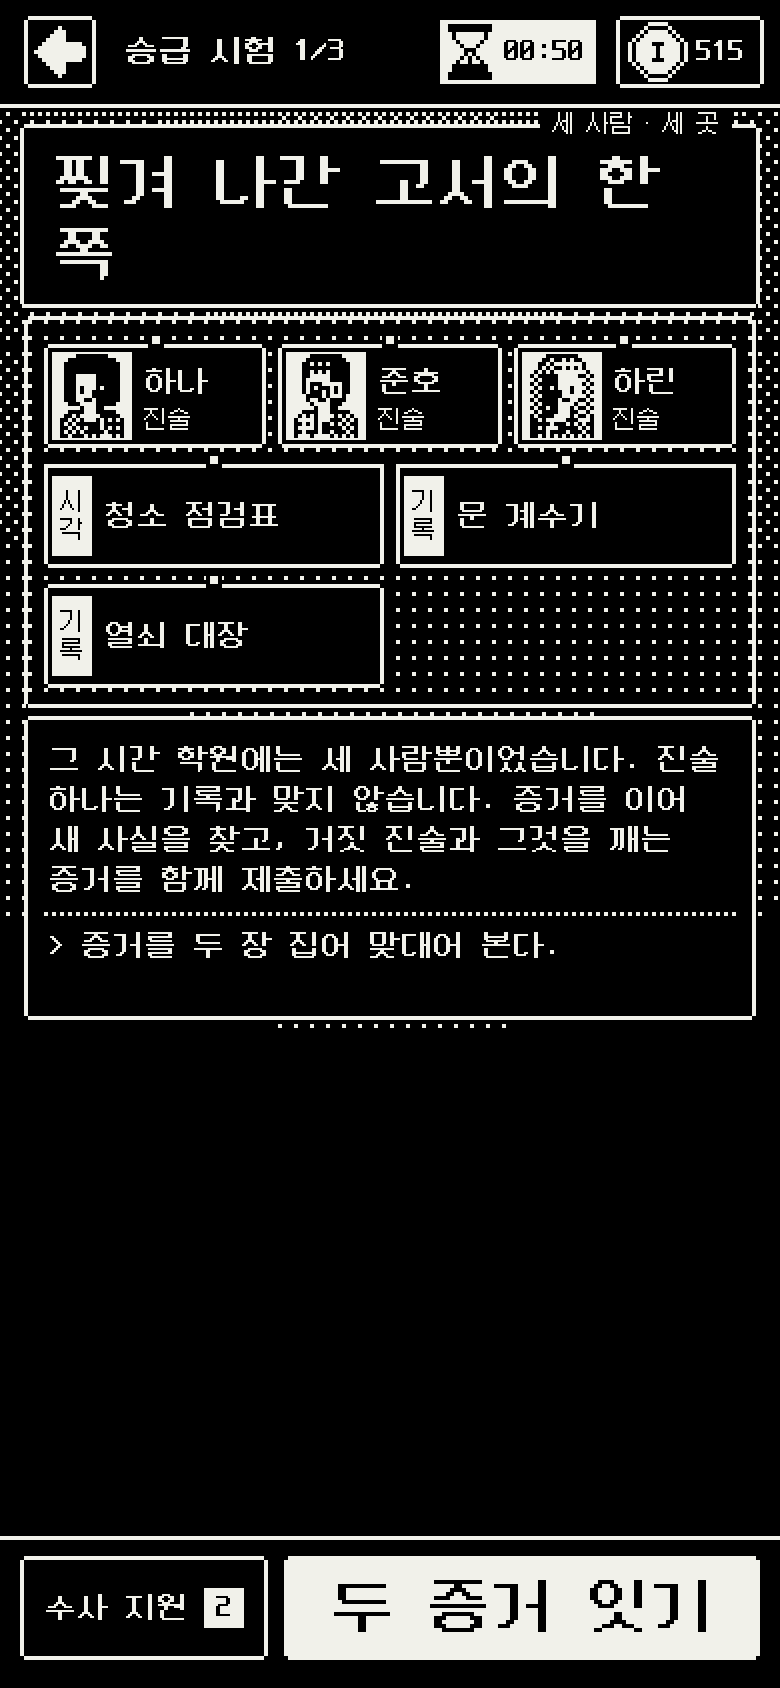 승급 시험 1/3
00:50
I 515
세 사람 · 세 곳
찢겨 나간 고서의 한
쪽
하나
진술
준호
진술
하린
진술
시각
청소 점검표
기록
문 계수기
기록
열쇠 대장
그 시간 학원에는 세 사람뿐이었습니다. 진술
하나는 기록과 맞지 않습니다. 증거를 이어
새 사실을 찾고, 거짓 진술과 그것을 깨는
증거를 함께 제출하세요.
> 증거를 두 장 집어 맞대어 본다.
수사 지원 2
두 증거 잇기